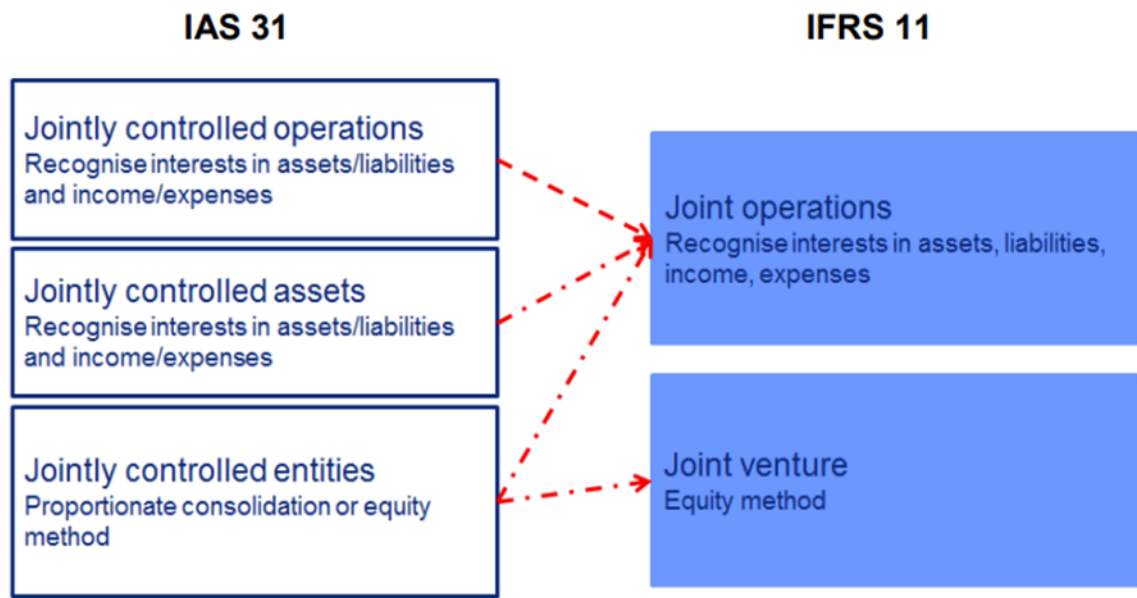 IAS 31
IFRS 11
Jointly controlled operations
Recognise interests in assets/liabilities
and income/expenses
Jointly controlled assets
Recognise interests in assets/liabilities
and income/expenses
Jointly controlled entities
Proportionate consolidation or equity
method
Joint operations
Recognise interests in assets, liabilities,
income, expenses
Joint venture
Equity method